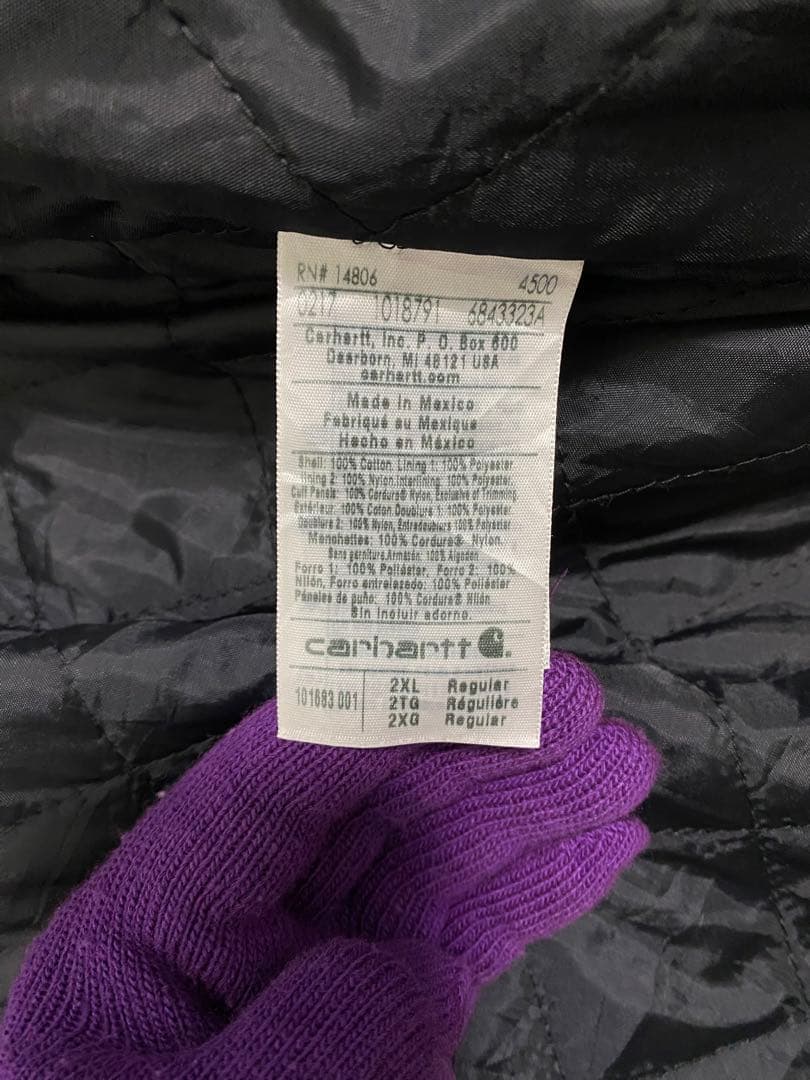 RN# 14806 4500
0217 1018791 6843323A
Carhartt, Inc. P. O. Box 600
Dearborn, MI 48121 USA
carhartt.com
Made in Mexico
Fabriqué au Mexique
Hecho en México
Shell: 100% Cotton. Lining 1: 100% Polyester
Lining 2: 100% Nylon. Interlining: 100% Polyester
Cuff Panels: 100% Cordura® Nylon, Exclusive of Trimming.
Extérieur: 100% Coton. Doublure 1: 100% Polyester
Doublure 2: 100% Nylon, Entredoublure 100% Polyester
Manchettes: 100% Cordura® Nylon.
Sans garniture. Armazón: 100% Algodón
Forro 1: 100% Poliéster, Forro 2: 100%
Nilón, Forro entrelazado: 100% Poliéster
Páneles de puño: 100% Cordura® Nilón
Sin incluir adorno.
carhartt
101683 001
2XL Regular
2TG Régulière
2XG Regular